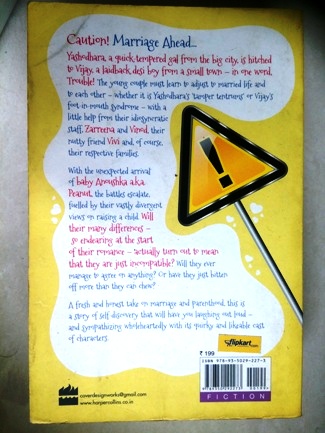 Caution! Marriage Ahead...
Yashodhara, a quick tempered gal from the big city, is hitched
to Vijay, a laidback desi boy from a small town – in one word,
Trouble! The young couple must learn to adjust to married life and
to each other – whether it is Yashodhara's 'temper tantrums' or Vijay's
foot-in-mouth syndrome – with a
little help from their idiosyncratic
staff, Zarreena and Vinod, their
nutty friend Vivi and, of course,
their respective families.
With the unexpected arrival
of baby Anoushka a.k.a.
Peanut, the battles escalate,
fuelled by their vastly divergent
views on raising a child. Will
their many differences –
so endearing at the start
of their romance – actually turn out to mean
that they are just incompatible? Will they ever
manage to agree on anything? Or have they just bitten
off more than they can chew?
A fresh and honest take on marriage and parenthood, this is
a story of self discovery that will have you laughing out loud –
and sympathizing wholeheartedly with its quirky and likeable cast
of characters.
flipkart.com
₹ 199
ISBN 978-93-5029-227-3
FICTION
coverdesignworks@gmail.com
www.harpercollins.co.in